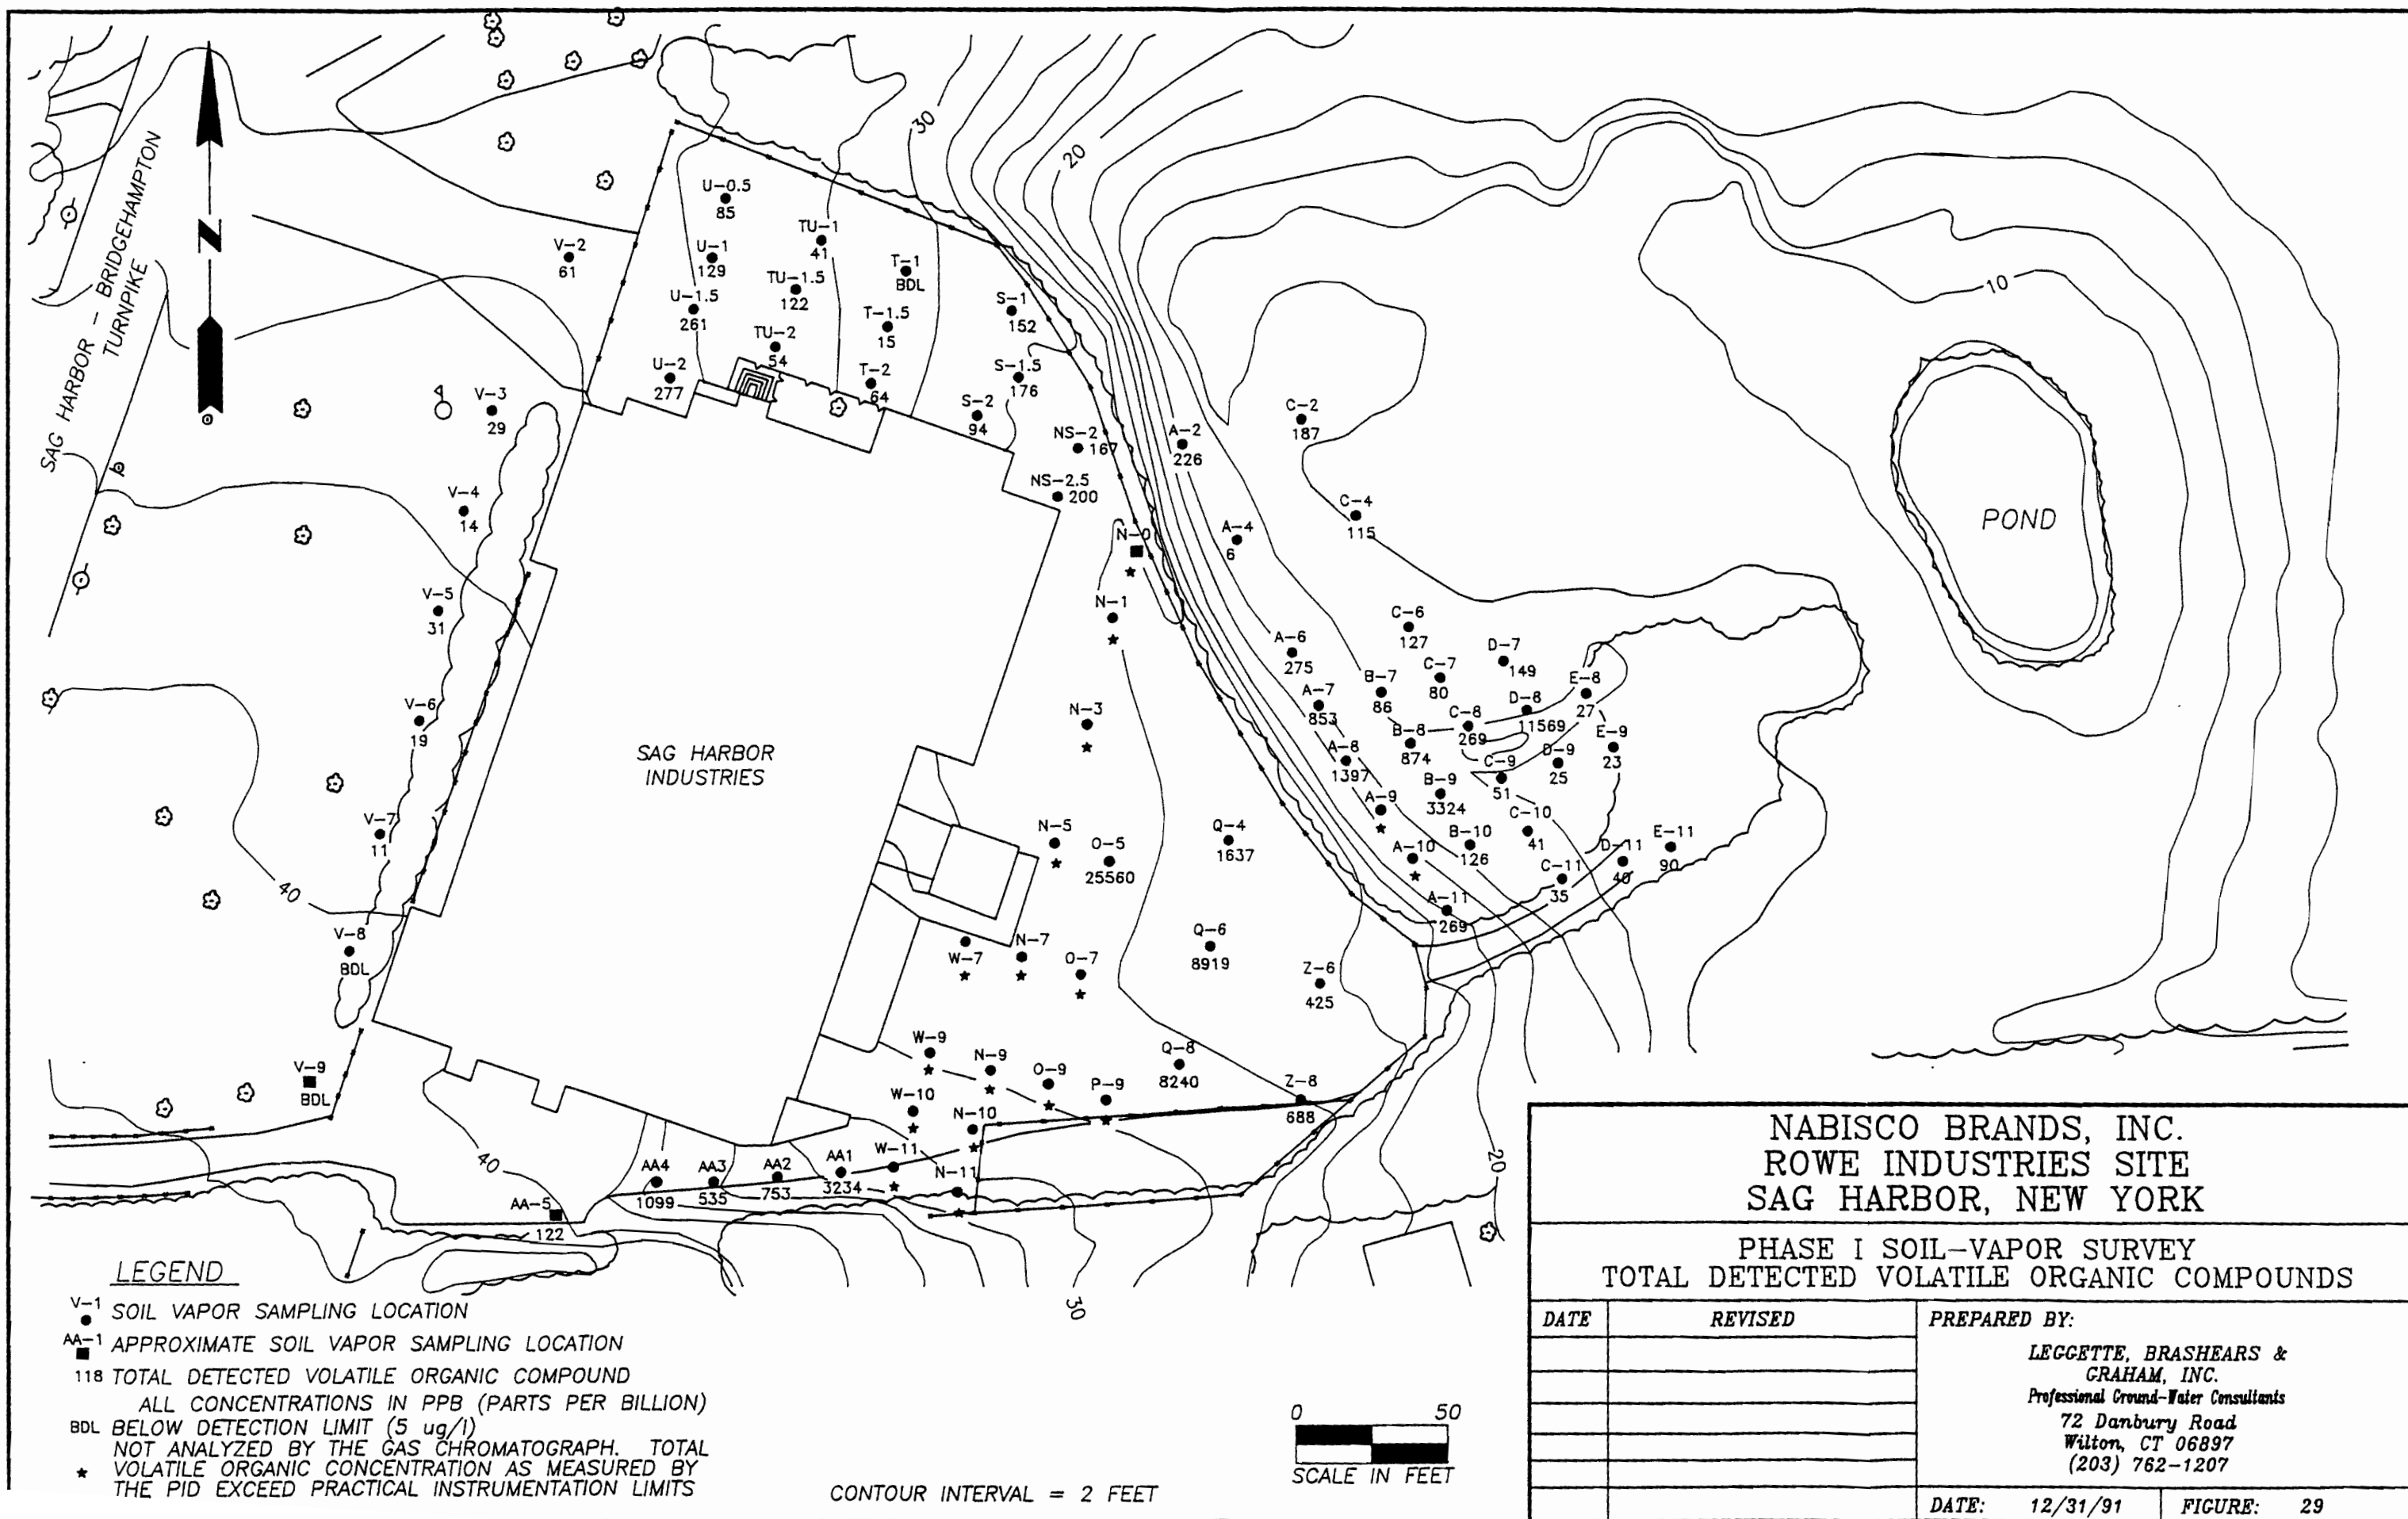 SAG HARBOR - BRIDGEHAMPTON
TURNPIKE
N
30
20
10
U-0.5
85
TU-1
41
V-2
61
U-1
129
T-1
BDL
TU-1.5
122
U-1.5
261
S-1
152
T-1.5
15
TU-2
54
U-2
277
T-2
64
S-1.5
176
V-3
29
S-2
94
C-2
187
NS-2
167
A-2
226
NS-2.5
200
V-4
14
C-4
115
POND
N-0
★
A-4
6
V-5
31
N-1
★
C-6
127
A-6
275
D-7
149
C-7
80
B-7
86
E-8
27
A-7
853
V-6
19
N-3
★
C-8
269
D-8
11569
B-8
874
E-9
23
SAG HARBOR
INDUSTRIES
A-8
1397
D-9
25
C-9
51
B-9
3324
A-9
★
V-7
11
N-5
★
O-5
25560
Q-4
1637
C-10
41
B-10
126
A-10
★
D-11
40
E-11
90
40
C-11
35
A-11
269
V-8
BDL
W-7
★
N-7
★
O-7
★
Q-6
8919
Z-6
425
V-9
BDL
W-9
★
N-9
★
O-9
★
P-9
★
Q-8
8240
Z-8
688
W-10
★
N-10
★
40
AA4
1099
AA3
535
AA2
753
AA1
3234
W-11
★
N-11
★
20
AA-5
122
30
LEGEND
V-1
SOIL VAPOR SAMPLING LOCATION
AA-1
APPROXIMATE SOIL VAPOR SAMPLING LOCATION
118 TOTAL DETECTED VOLATILE ORGANIC COMPOUND
ALL CONCENTRATIONS IN PPB (PARTS PER BILLION)
BDL BELOW DETECTION LIMIT (5 ug/l)
NOT ANALYZED BY THE GAS CHROMATOGRAPH. TOTAL
★ VOLATILE ORGANIC CONCENTRATION AS MEASURED BY
THE PID EXCEED PRACTICAL INSTRUMENTATION LIMITS
CONTOUR INTERVAL = 2 FEET
0 50
SCALE IN FEET
NABISCO BRANDS, INC.
ROWE INDUSTRIES SITE
SAG HARBOR, NEW YORK
PHASE I SOIL-VAPOR SURVEY
TOTAL DETECTED VOLATILE ORGANIC COMPOUNDS
DATE REVISED PREPARED BY:
LEGGETTE, BRASHEARS &
GRAHAM, INC.
Professional Ground-Water Consultants
72 Danbury Road
Wilton, CT 06897
(203) 762-1207
DATE: 12/31/91 FIGURE: 29